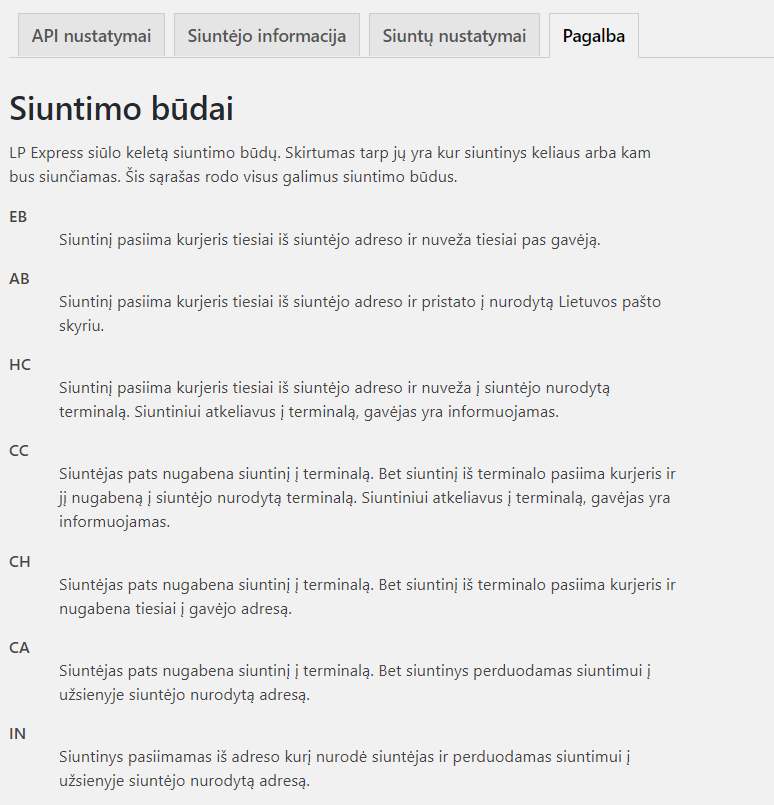 API nustatymai Siuntėjo informacija Siuntų nustatymai Pagalba
Siuntimo būdai
LP Express siūlo keletą siuntimo būdų. Skirtumas tarp jų yra kur siuntinys keliaus arba kam
bus siunčiamas. Šis sąrašas rodo visus galimus siuntimo būdus.
EB
Siuntinį pasiima kurjeris tiesiai iš siuntėjo adreso ir nuveža tiesiai pas gavėją.
AB
Siuntinį pasiima kurjeris tiesiai iš siuntėjo adreso ir pristato į nurodytą Lietuvos pašto
skyriu.
HC
Siuntinį pasiima kurjeris tiesiai iš siuntėjo adreso ir nuveža į siuntėjo nurodytą
terminalą. Siuntiniui atkeliavus į terminalą, gavėjas yra informuojamas.
CC
Siuntėjas pats nugabena siuntinį į terminalą. Bet siuntinį iš terminalo pasiima kurjeris ir
jį nugabeną į siuntėjo nurodytą terminalą. Siuntiniui atkeliavus į terminalą, gavėjas yra
informuojamas.
CH
Siuntėjas pats nugabena siuntinį į terminalą. Bet siuntinį iš terminalo pasiima kurjeris ir
nugabena tiesiai į gavėjo adresą.
CA
Siuntėjas pats nugabena siuntinį į terminalą. Bet siuntinys perduodamas siuntimui į
užsienyje siuntėjo nurodytą adresą.
IN
Siuntinys pasiimamas iš adreso kurį nurodė siuntėjas ir perduodamas siuntimui į
užsienyje siuntėjo nurodytą adresą.